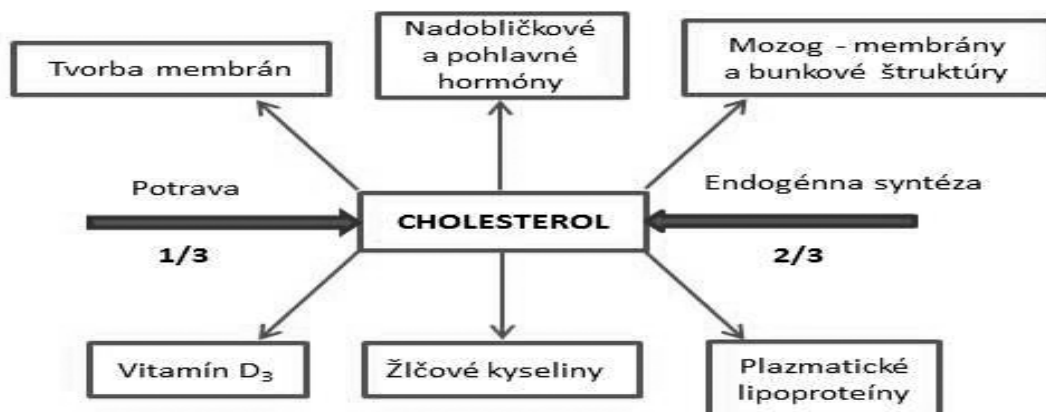 Tvorba membrán
Nadobličkové
a pohlavné
hormóny
Mozog - membrány
a bunkové štruktúry
Potrava
1/3
CHOLESTEROL
Endogénna syntéza
2/3
Vitamín D₃
Žlčové kyseliny
Plazmatické
lipoproteíny